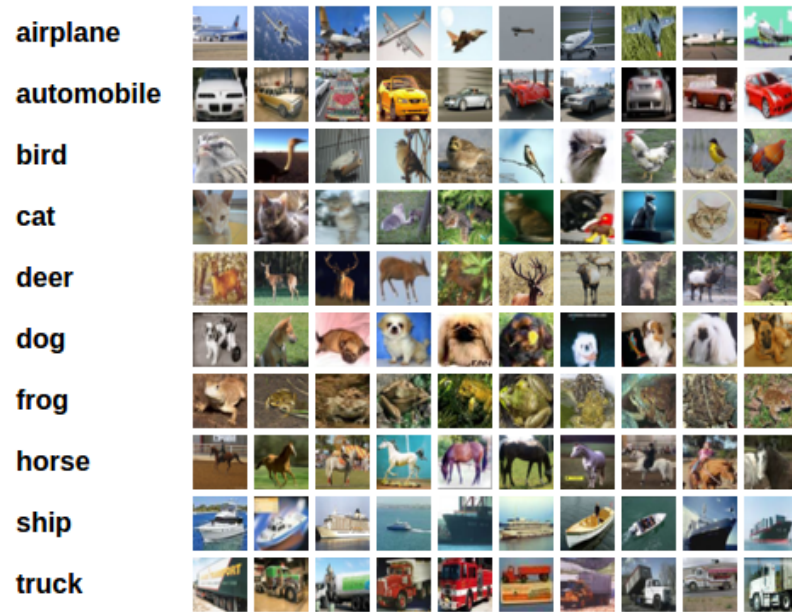 airplane
automobile
bird
cat
deer
dog
frog
horse
ship
truck